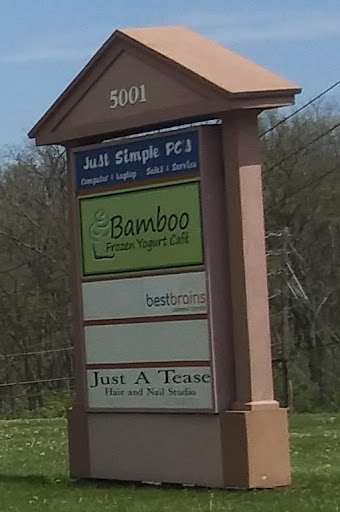 5001
Just Simple PC's
Computer & Laptop Sales & Service
Bamboo
Frozen Yogurt Café
bestbrains
Just A Tease
Hair and Nail Studio